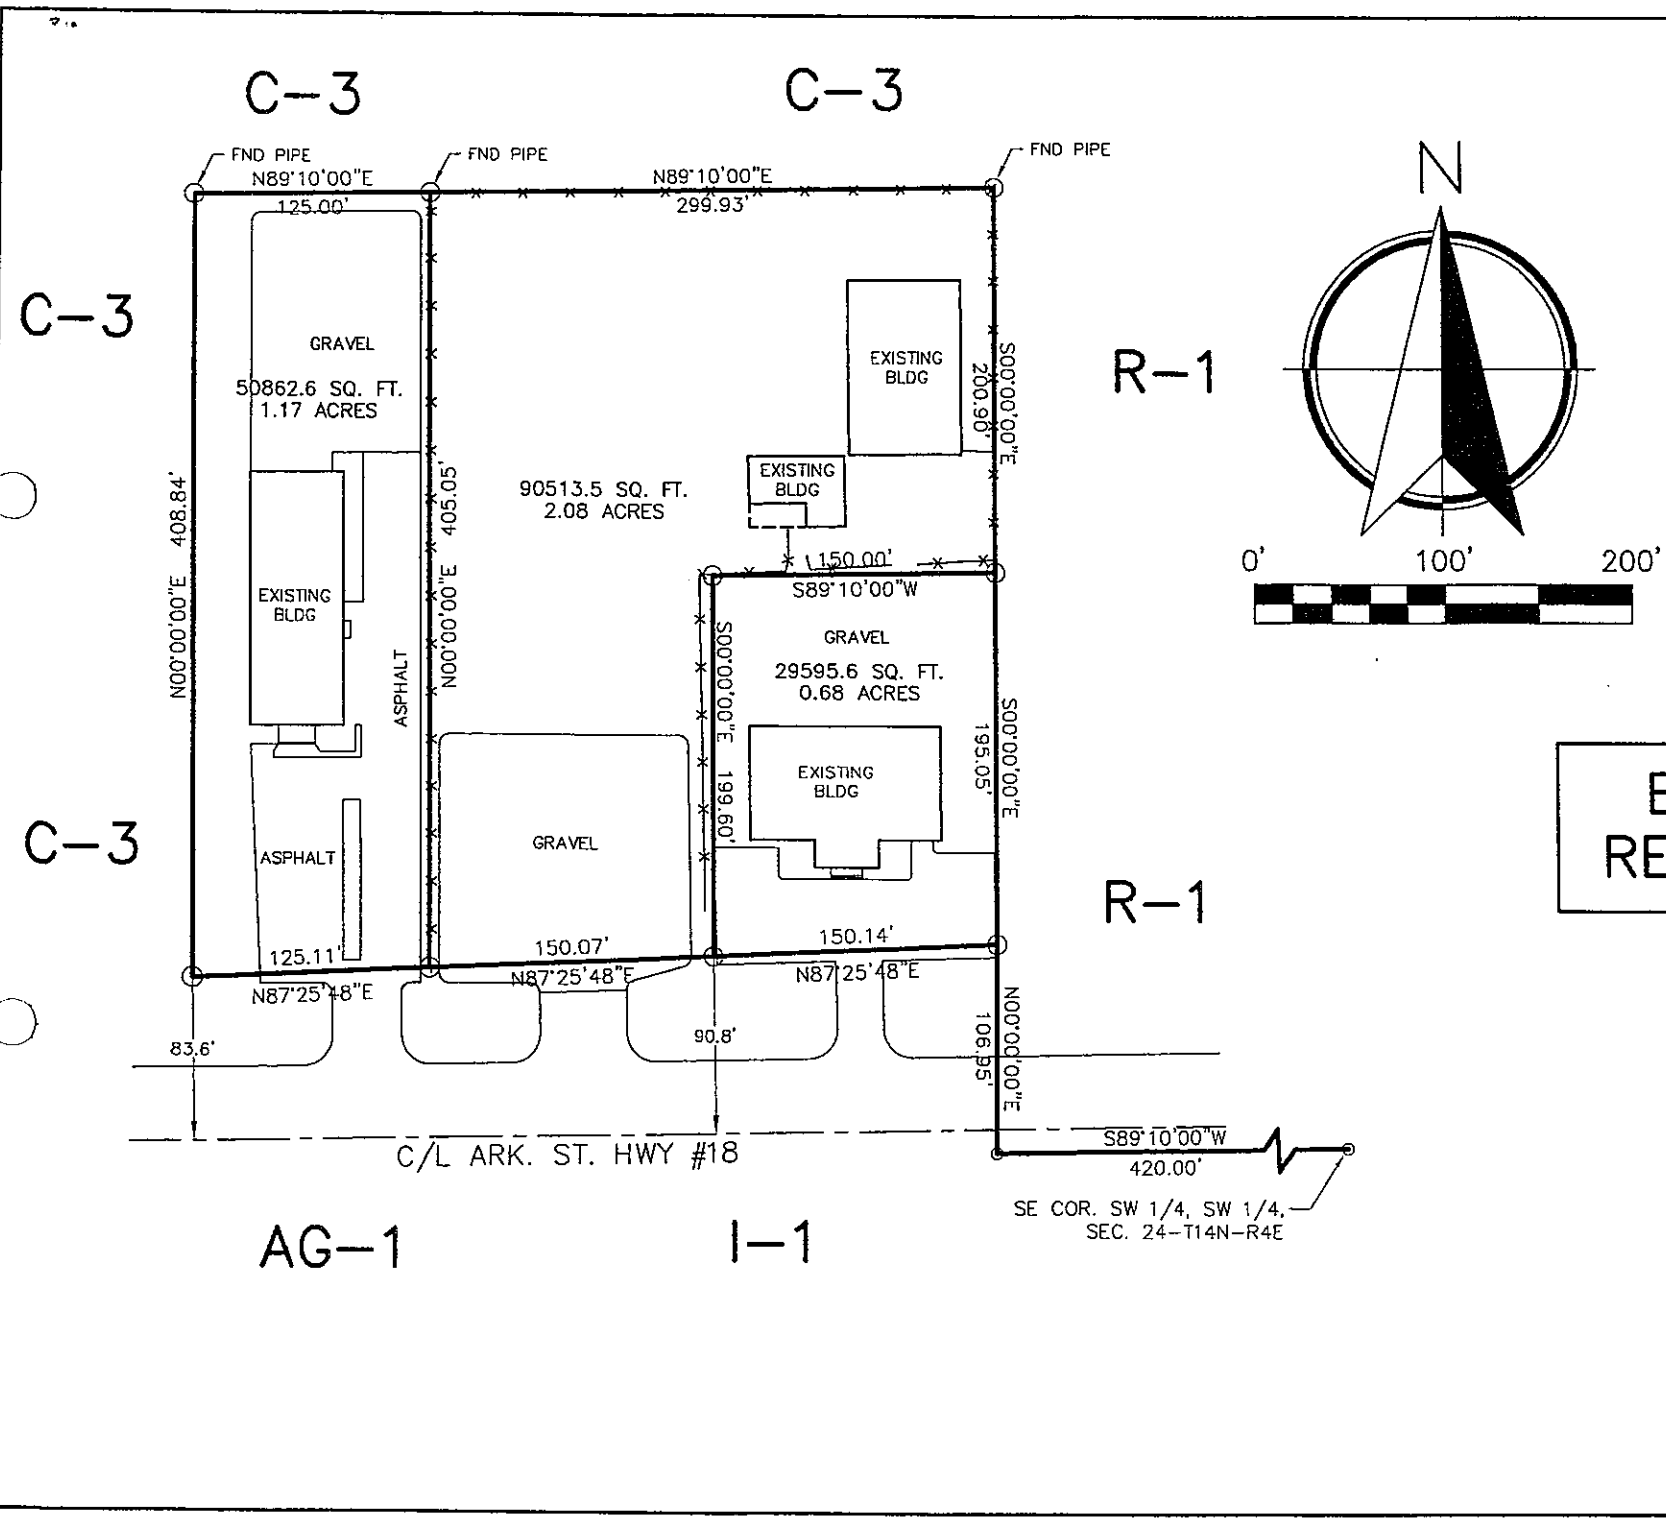 C-3
C-3
FND PIPE
FND PIPE
FND PIPE
N89°10'00"E
125.00'
N89°10'00"E
299.93'
N
C-3
GRAVEL
50862.6 SQ. FT.
1.17 ACRES
EXISTING
BLDG
S00°00'00"E
200.90'
R-1
N00°00'00"E 408.84'
N00°00'00"E 405.05'
90513.5 SQ. FT.
2.08 ACRES
EXISTING
BLDG
150.00'
S89°10'00"W
0' 100' 200'
EXISTING
BLDG
ASPHALT
S00°00'00"E 199.60'
GRAVEL
29595.6 SQ. FT.
0.68 ACRES
S00°00'00"E
195.05'
EXISTING
BLDG
C-3
ASPHALT
GRAVEL
R-1
E
RE
125.11'
N87°25'48"E
150.07'
N87°25'48"E
150.14'
N87°25'48"E
83.6'
90.8'
N00°00'00"E
106.95'
C/L ARK. ST. HWY #18
S89°10'00"W
420.00'
SE COR. SW 1/4, SW 1/4,
SEC. 24-T14N-R4E
AG-1
I-1